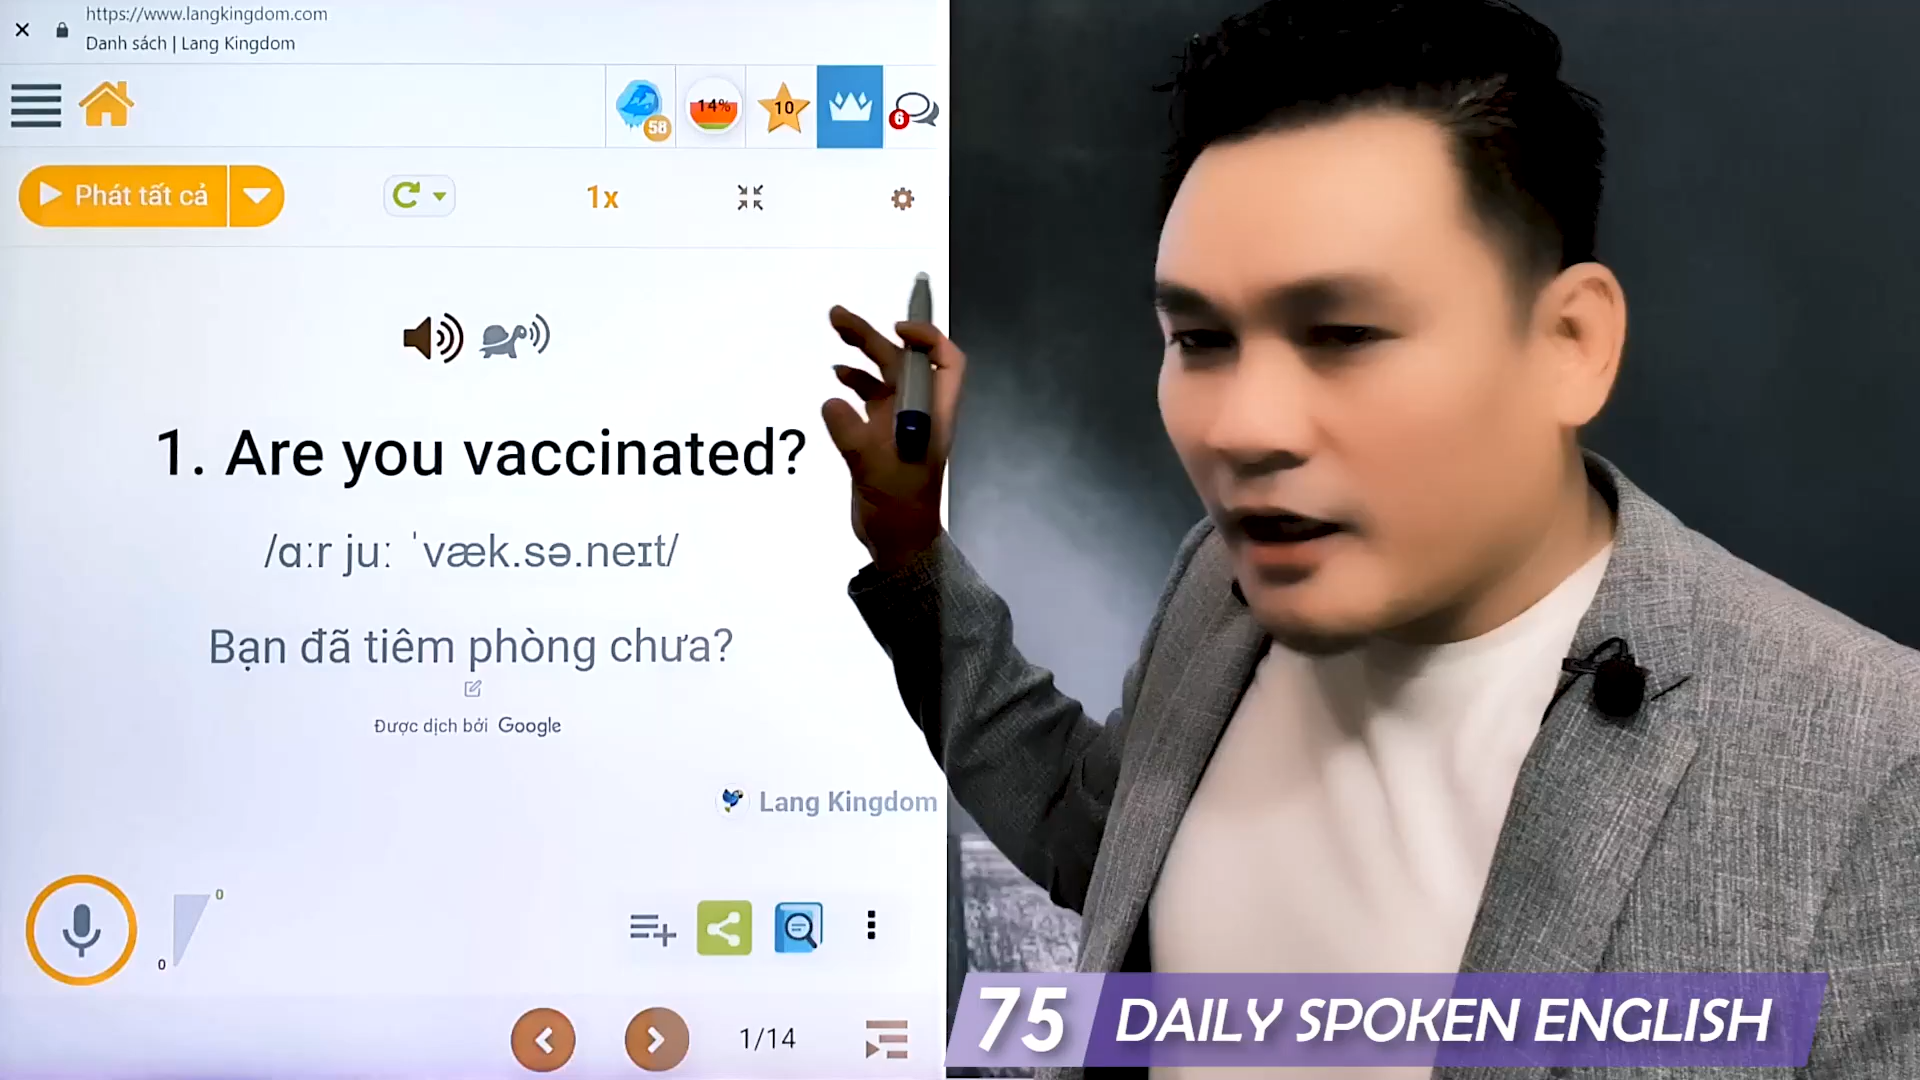 https://www.langkingdom.com
Danh sách | Lang Kingdom
58
14%
10
6
Phát tất cả
1x
1. Are you vaccinated?
/ɑːr juː ˈvæk.sə.neɪt/
Bạn đã tiêm phòng chưa?
Được dịch bởi Google
Lang Kingdom
0
0
1/14
75 DAILY SPOKEN ENGLISH